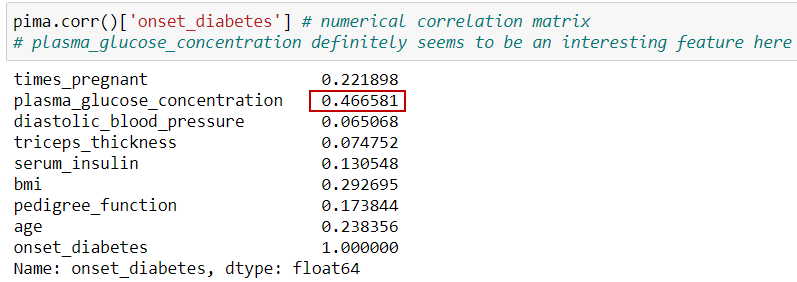 pima.corr()['onset_diabetes'] # numerical correlation matrix
# plasma_glucose_concentration definitely seems to be an interesting feature here
times_pregnant 0.221898
plasma_glucose_concentration 0.466581
diastolic_blood_pressure 0.065068
triceps_thickness 0.074752
serum_insulin 0.130548
bmi 0.292695
pedigree_function 0.173844
age 0.238356
onset_diabetes 1.000000
Name: onset_diabetes, dtype: float64